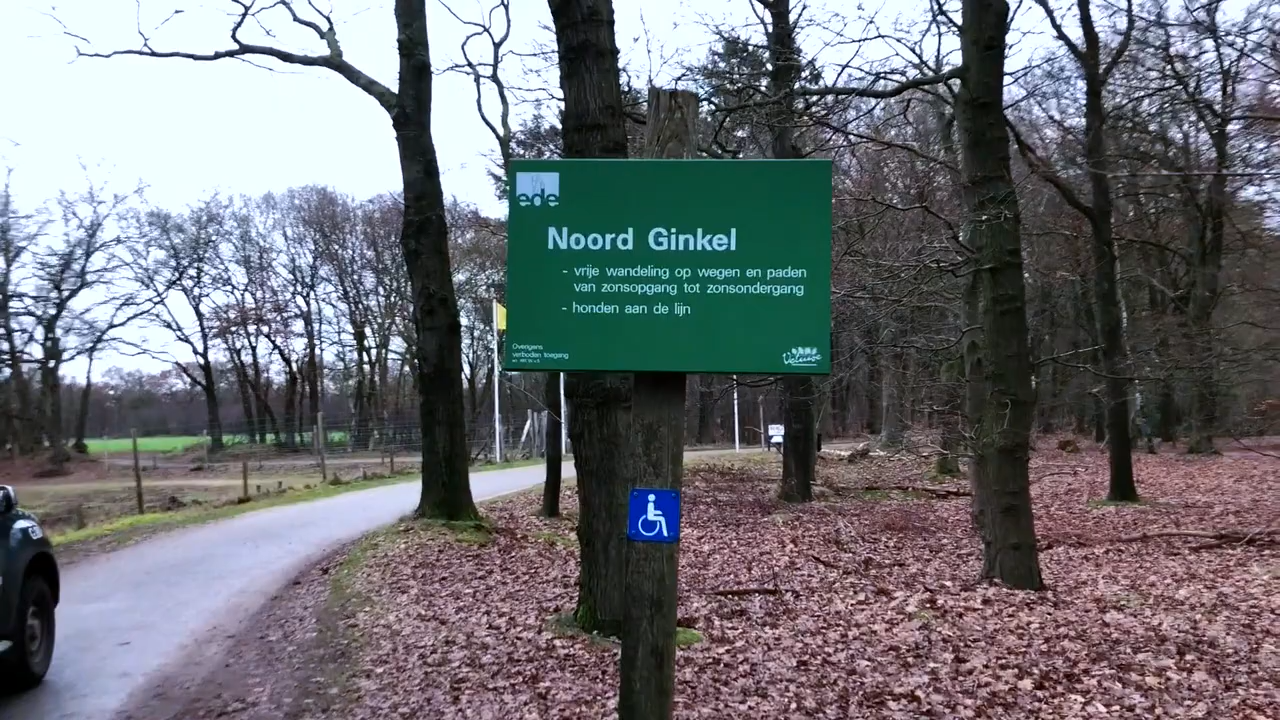 ede
Noord Ginkel
- vrije wandeling op wegen en paden
van zonsopgang tot zonsondergang
- honden aan de lijn
Overigens
verboden toegang
Veluwe